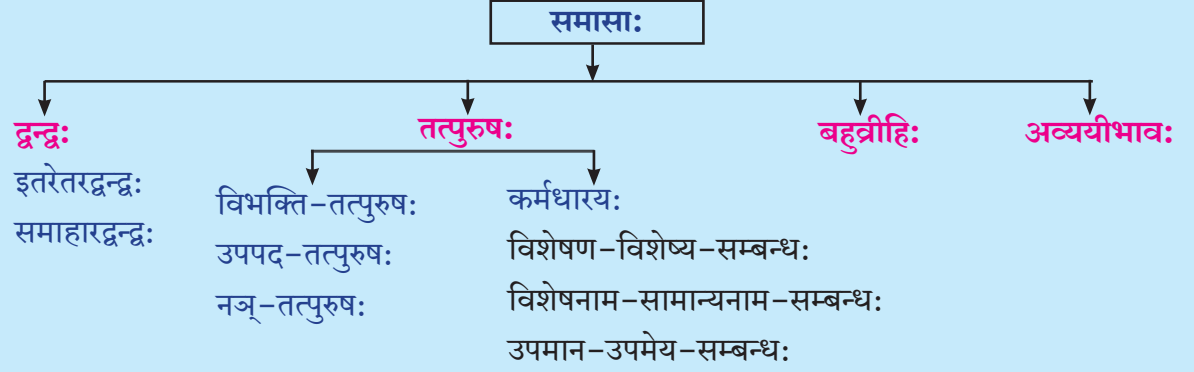 समासाः
द्वन्द्वः
इतरेतरद्वन्द्वः
समाहारद्वन्द्वः
तत्पुरुषः
विभक्ति-तत्पुरुषः
उपपद-तत्पुरुषः
नञ्-तत्पुरुषः
कर्मधारयः
विशेषण-विशेष्य-सम्बन्धः
विशेषनाम-सामान्यनाम-सम्बन्धः
उपमान-उपमेय-सम्बन्धः
बहुव्रीहिः
अव्ययीभावः